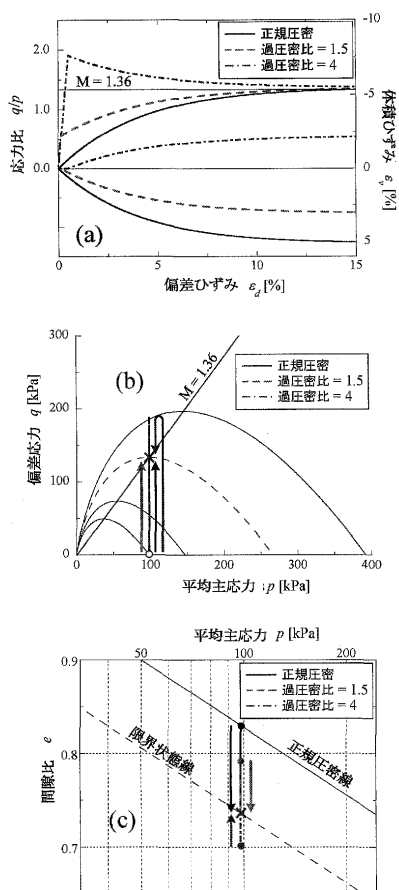 正規圧密
過圧密比 = 1.5
過圧密比 = 4
M = 1.36
2.0
1.0
0.0
-10
-5
0
5
応力比 q/p
体積ひずみ εv [%]
(a)
0 5 10 15
偏差ひずみ εd [%]
300
200
100
0
偏差応力 q [kPa]
(b)
M = 1.36
正規圧密
過圧密比 = 1.5
過圧密比 = 4
0 100 200 300 400
平均主応力 p [kPa]
平均主応力 p [kPa]
50 100 200
0.9
0.8
0.7
間隙比 e
正規圧密
過圧密比 = 1.5
過圧密比 = 4
限界状態線
正規圧密線
(c)